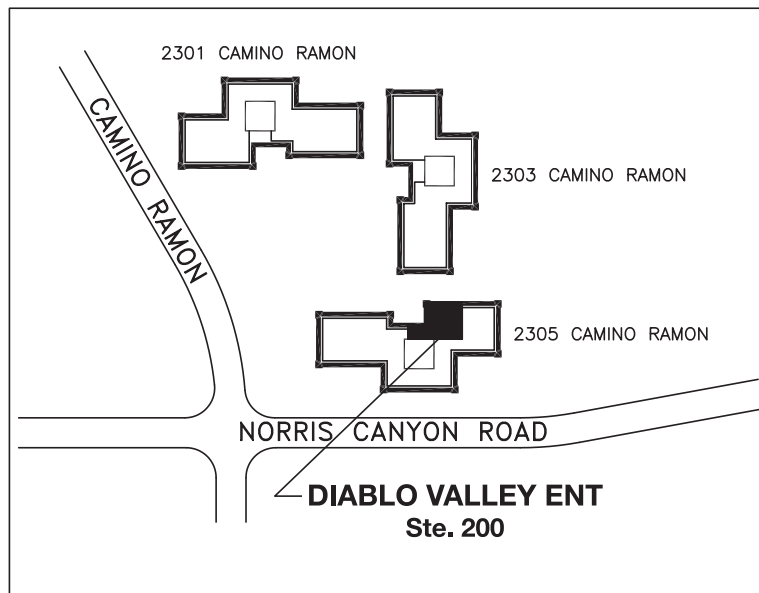 2301 CAMINO RAMON
CAMINO RAMON
2303 CAMINO RAMON
2305 CAMINO RAMON
NORRIS CANYON ROAD
DIABLO VALLEY ENT
Ste. 200